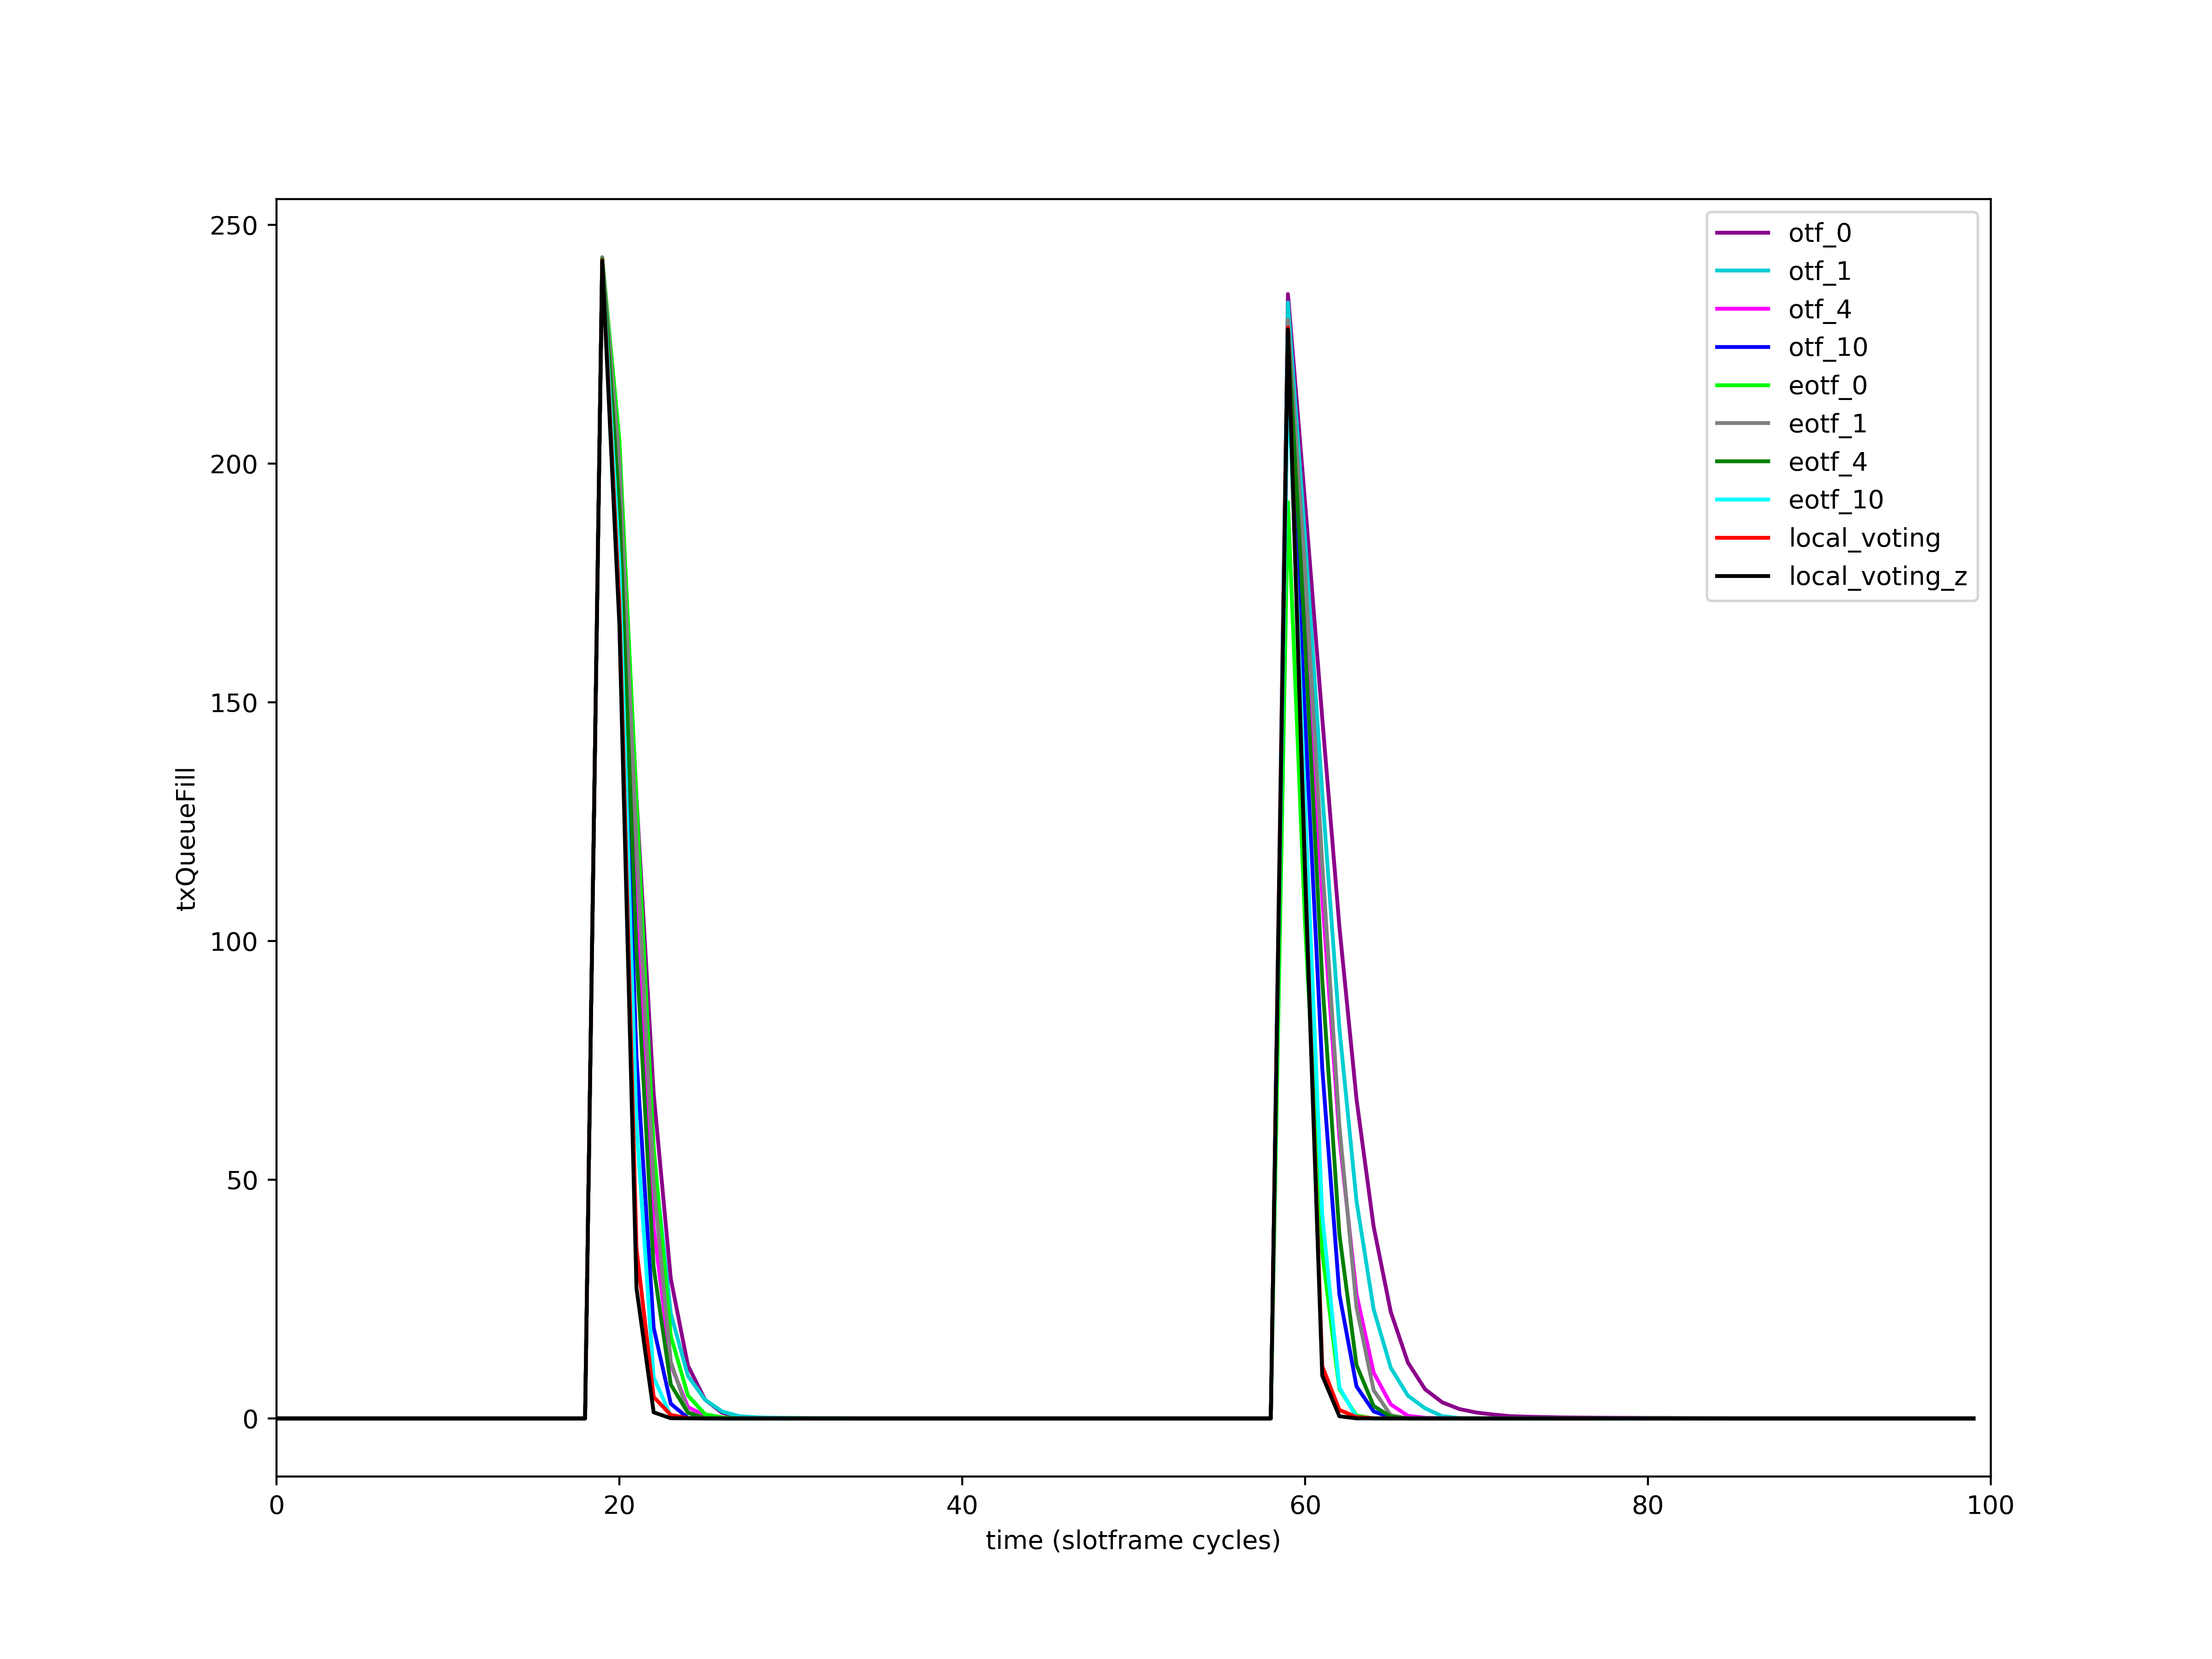 250
200
150
100
50
0
txQueueFill
0 20 40 60 80 100
time (slotframe cycles)
otf_0
otf_1
otf_4
otf_10
eotf_0
eotf_1
eotf_4
eotf_10
local_voting
local_voting_z